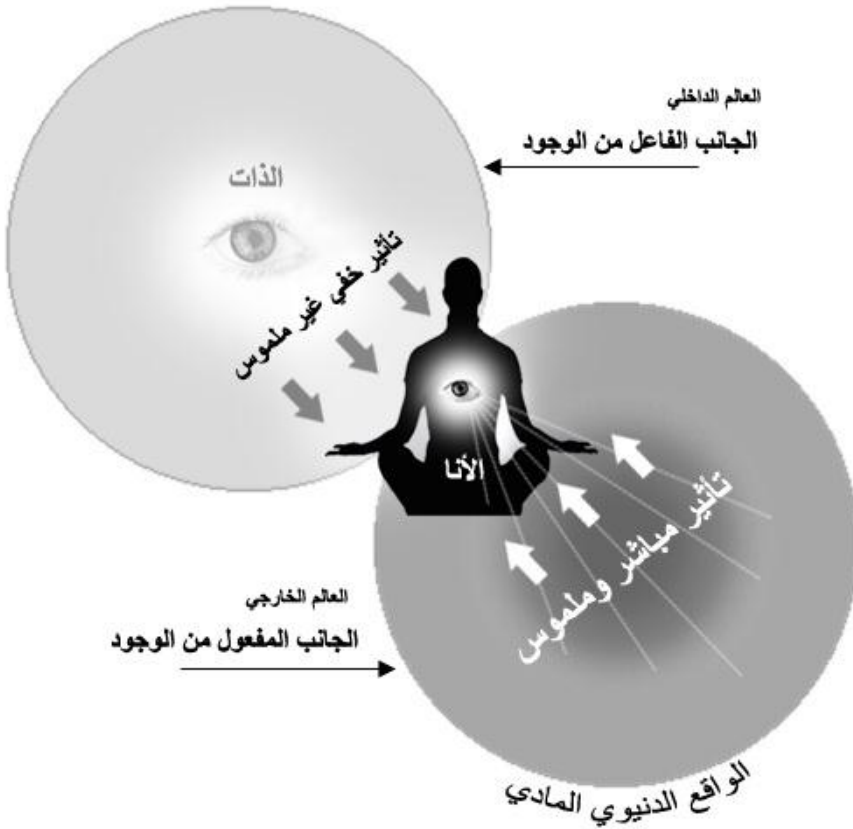 العالم الداخلي
الجانب الفاعل من الوجود
الذات
تأثير خفي غير ملموس
الأنا
تأثير مباشر وملموس
العالم الخارجي
الجانب المفعول من الوجود
الواقع الدنيوي المادي